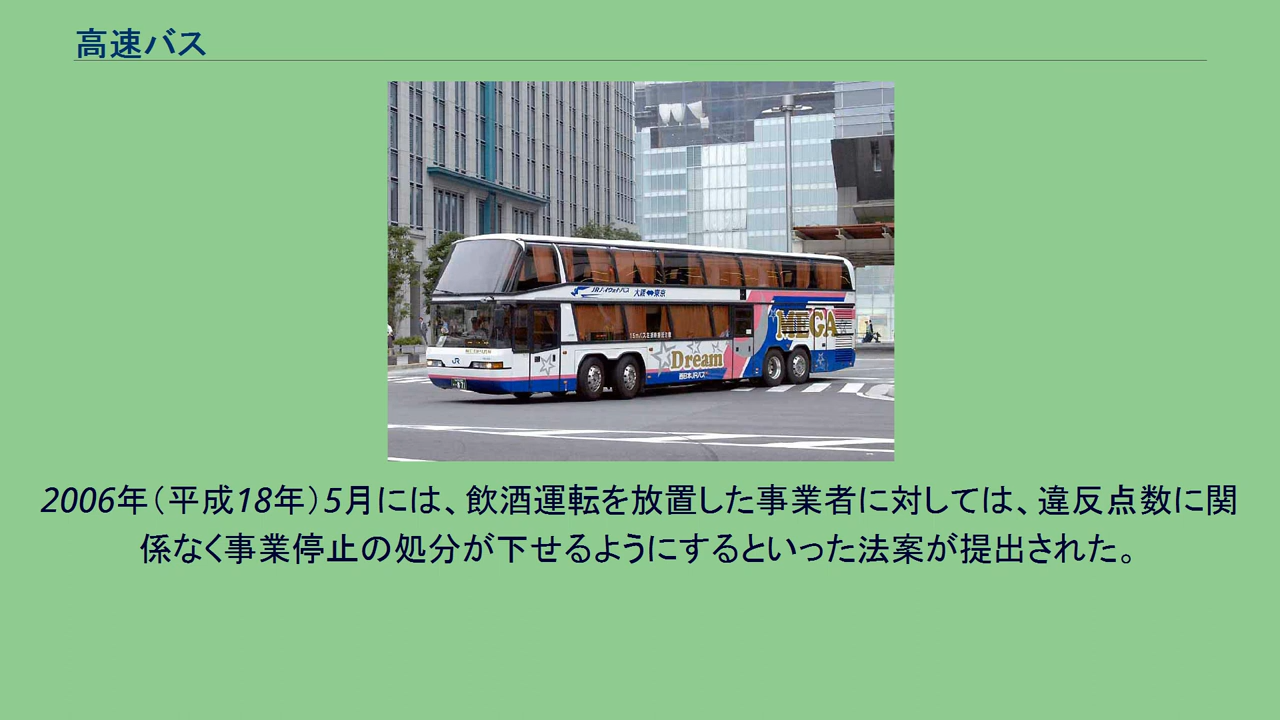 高速バス
JRハイウェイバス 大阪⇔東京
MEGA
Dream
西日本JRバス
JR
2006年（平成18年）5月には、飲酒運転を放置した事業者に対しては、違反点数に関
係なく事業停止の処分が下せるようにするといった法案が提出された。